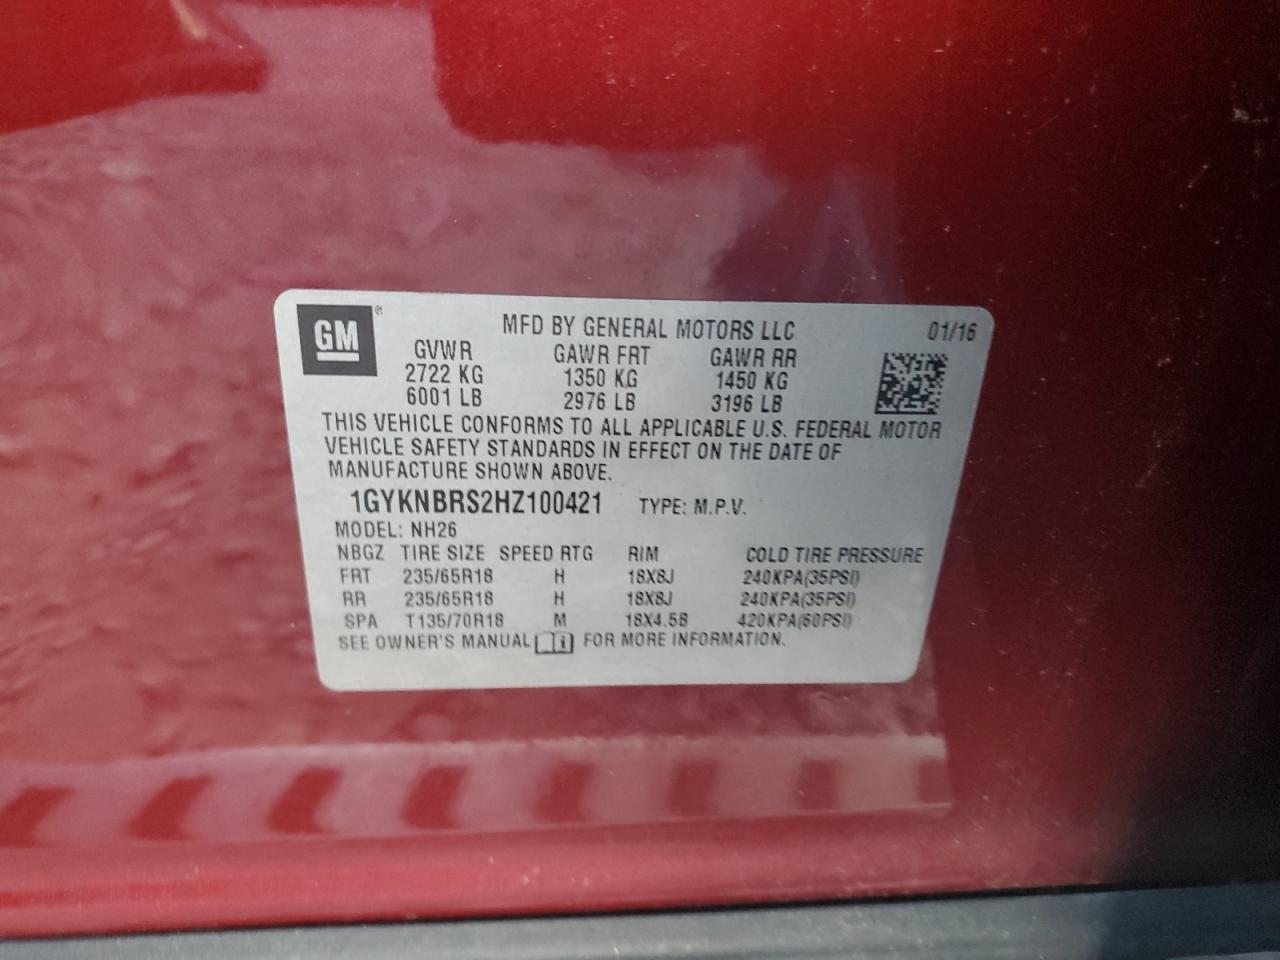 GM®
MFD BY GENERAL MOTORS LLC 01/16
GVWR GAWR FRT GAWR RR
2722 KG 1350 KG 1450 KG
6001 LB 2976 LB 3196 LB
THIS VEHICLE CONFORMS TO ALL APPLICABLE U.S. FEDERAL MOTOR
VEHICLE SAFETY STANDARDS IN EFFECT ON THE DATE OF
MANUFACTURE SHOWN ABOVE.
1GYKNBRS2HZ100421 TYPE: M.P.V.
MODEL: NH26
NBGZ TIRE SIZE SPEED RTG RIM COLD TIRE PRESSURE
FRT 235/65R18 H 18X8J 240KPA(35PSI)
RR 235/65R18 H 18X8J 240KPA(35PSI)
SPA T135/70R18 M 18X4.5B 420KPA(60PSI)
SEE OWNER'S MANUAL FOR MORE INFORMATION.